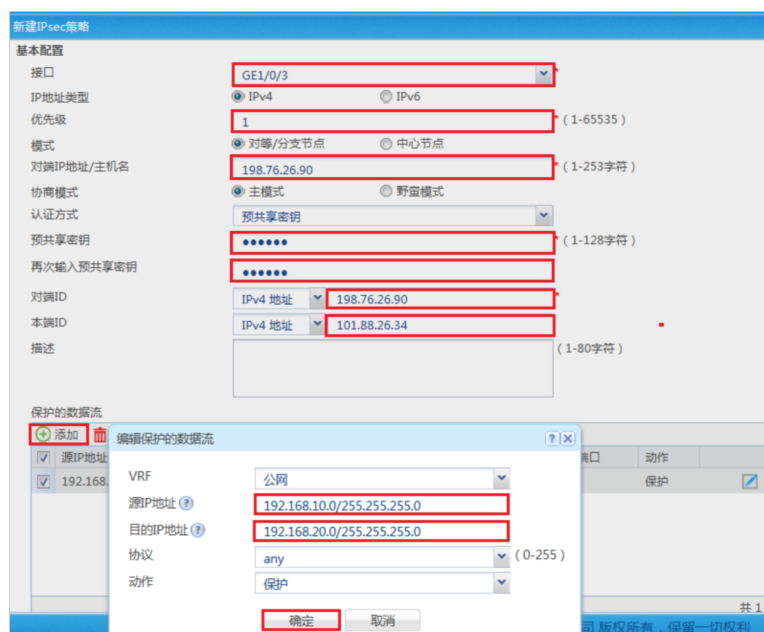 新建IPsec策略
基本配置
接口 GE1/0/3 *
IP地址类型 IPv4 IPv6
优先级 1 * (1-65535)
模式 对等/分支节点 中心节点
对端IP地址/主机名 198.76.26.90 * (1-253字符)
协商模式 主模式 野蛮模式
认证方式 预共享密钥
预共享密钥 •••••• * (1-128字符)
再次输入预共享密钥 ••••••
对端ID IPv4 地址 198.76.26.90 *
本端ID IPv4 地址 101.88.26.34
描述 (1-80字符)
保护的数据流
添加
源IP地址 动作
192.168. 保护
编辑保护的数据流
VRF 公网
源IP地址 192.168.10.0/255.255.255.0
目的IP地址 192.168.20.0/255.255.255.0
协议 any (0-255)
动作 保护
确定 取消
共 1
司 版权所有,保留一切权利